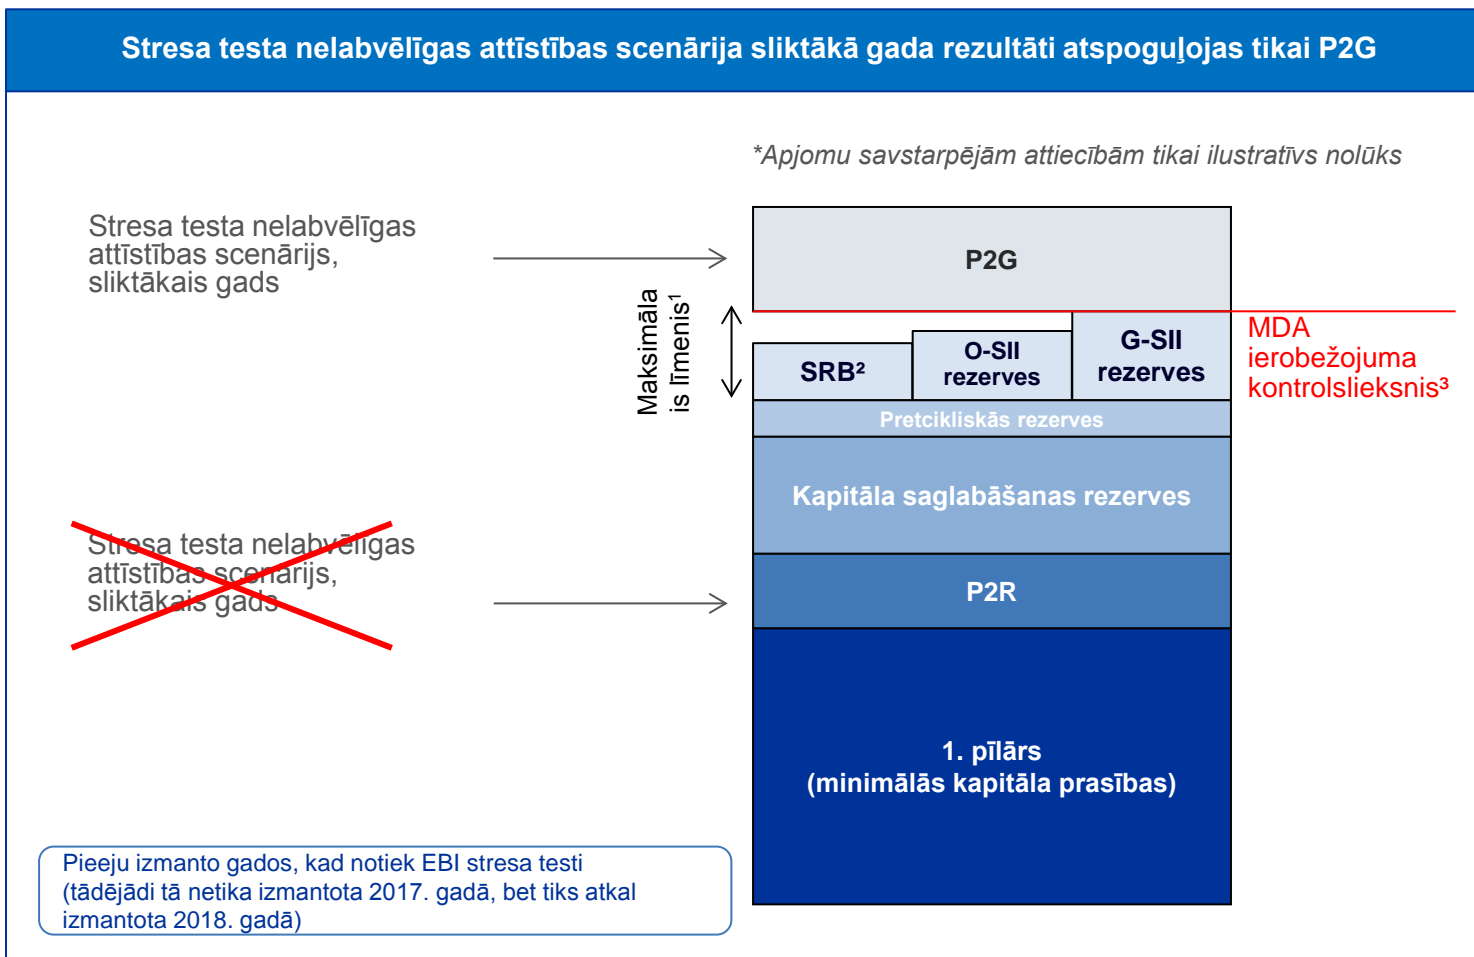 Stresa testa nelabvēlīgas attīstības scenārija sliktākā gada rezultāti atspoguļojas tikai P2G
*Apjomu savstarpējām attiecībām tikai ilustratīvs nolūks
Stresa testa nelabvēlīgas
attīstības scenārijs,
sliktākais gads
P2G
Maksimāla
is līmenis¹
SRB²
O-SII
rezerves
G-SII
rezerves
MDA
ierobežojuma
kontrolslieksnis³
Pretcikliskās rezerves
Kapitāla saglabāšanas rezerves
Stresa testa nelabvēlīgas
attīstības scenārijs,
sliktākais gads
P2R
1. pīlārs
(minimālās kapitāla prasības)
Pieeju izmanto gados, kad notiek EBI stresa testi
(tādējādi tā netika izmantota 2017. gadā, bet tiks atkal
izmantota 2018. gadā)